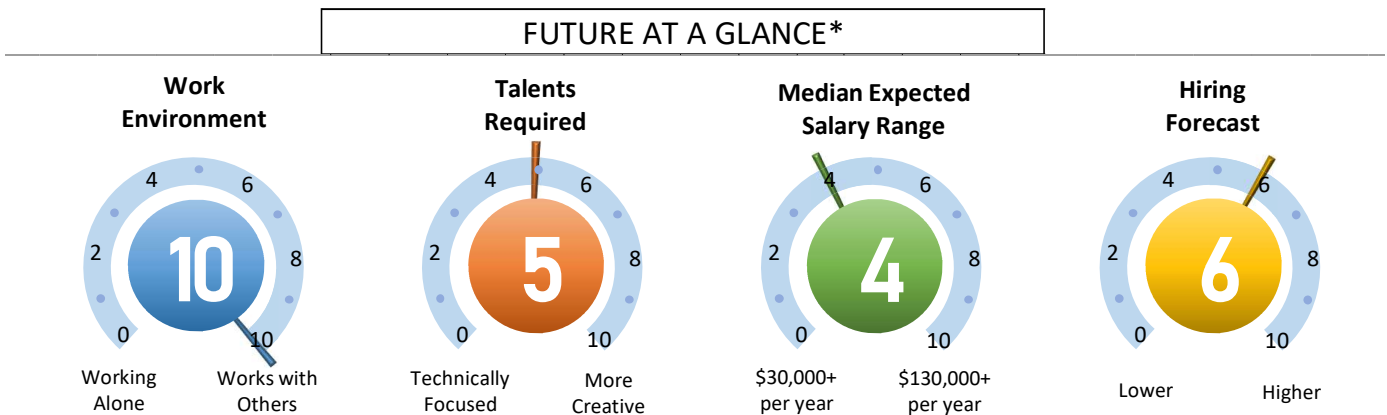 FUTURE AT A GLANCE*
Work
Environment
0
2
4
6
8
10
10
Working
Alone
Works with
Others
Talents
Required
0
2
4
6
8
10
5
Technically
Focused
More
Creative
Median Expected
Salary Range
0
2
4
6
8
10
4
$30,000+
per year
$130,000+
per year
Hiring
Forecast
0
2
4
6
8
10
6
Lower
Higher